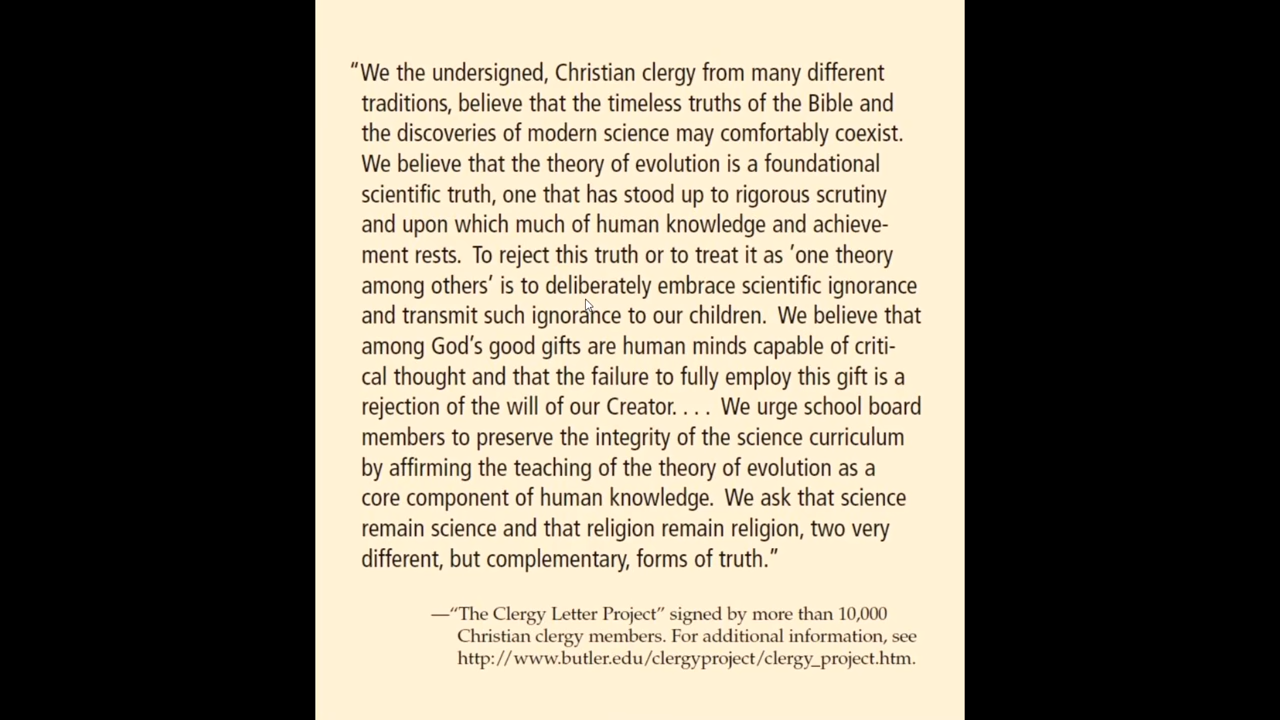 “We the undersigned, Christian clergy from many different
traditions, believe that the timeless truths of the Bible and
the discoveries of modern science may comfortably coexist.
We believe that the theory of evolution is a foundational
scientific truth, one that has stood up to rigorous scrutiny
and upon which much of human knowledge and achieve-
ment rests. To reject this truth or to treat it as ’one theory
among others’ is to deliberately embrace scientific ignorance
and transmit such ignorance to our children. We believe that
among God’s good gifts are human minds capable of criti-
cal thought and that the failure to fully employ this gift is a
rejection of the will of our Creator. . . . We urge school board
members to preserve the integrity of the science curriculum
by affirming the teaching of the theory of evolution as a
core component of human knowledge. We ask that science
remain science and that religion remain religion, two very
different, but complementary, forms of truth.”
—“The Clergy Letter Project” signed by more than 10,000
Christian clergy members. For additional information, see
http://www.butler.edu/clergyproject/clergy_project.htm.